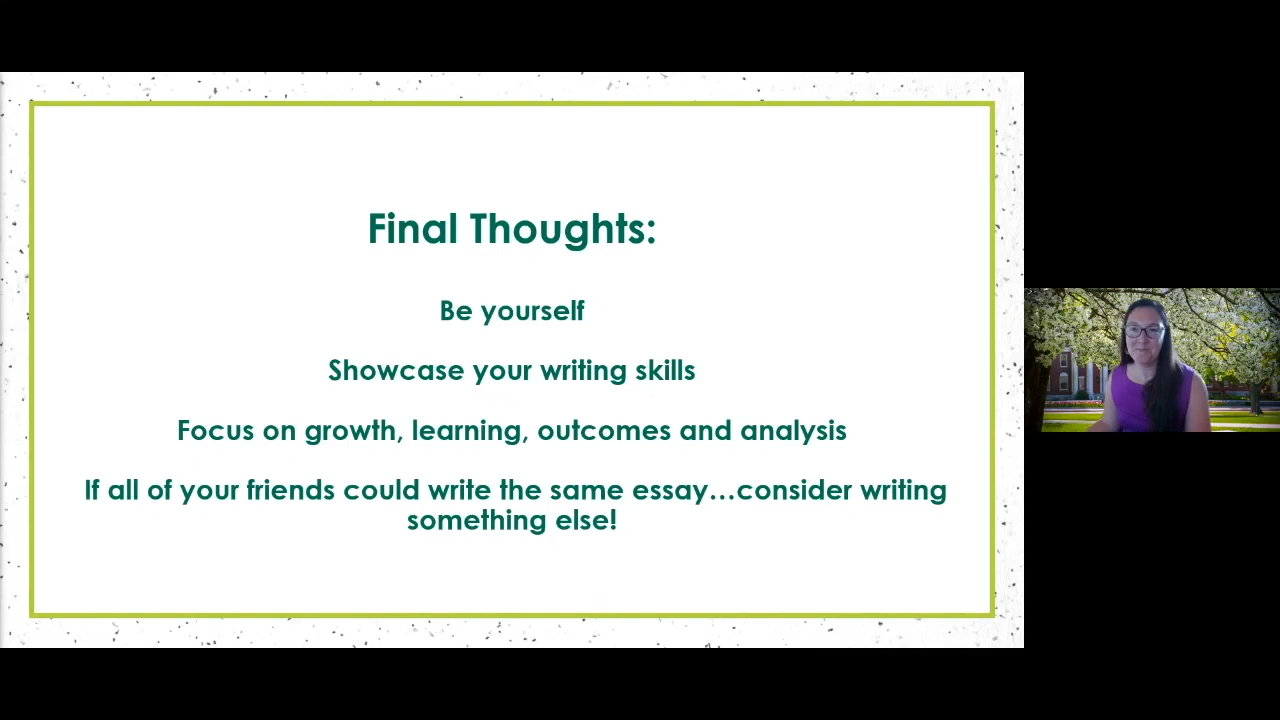 Final Thoughts:
Be yourself
Showcase your writing skills
Focus on growth, learning, outcomes and analysis
If all of your friends could write the same essay…consider writing
something else!